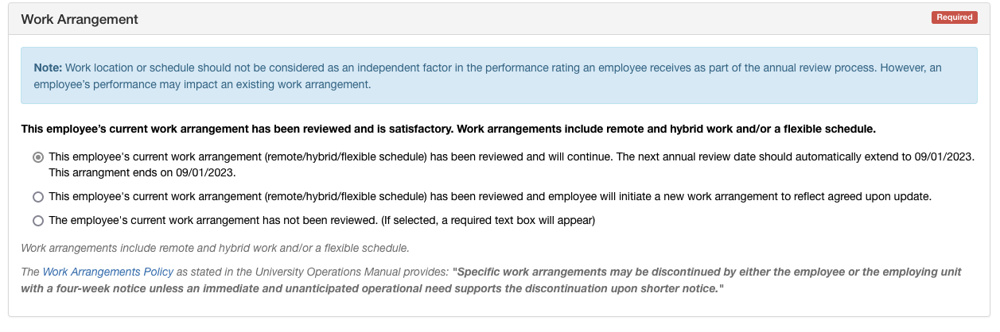 Work Arrangement
Required
Note: Work location or schedule should not be considered as an independent factor in the performance rating an employee receives as part of the annual review process. However, an
employee's performance may impact an existing work arrangement.
This employee's current work arrangement has been reviewed and is satisfactory. Work arrangements include remote and hybrid work and/or a flexible schedule.
This employee's current work arrangement (remote/hybrid/flexible schedule) has been reviewed and will continue. The next annual review date should automatically extend to 09/01/2023.
This arrangment ends on 09/01/2023.
This employee's current work arrangement (remote/hybrid/flexible schedule) has been reviewed and employee will initiate a new work arrangement to reflect agreed upon update.
The employee's current work arrangement has not been reviewed. (If selected, a required text box will appear)
Work arrangements include remote and hybrid work and/or a flexible schedule.
The Work Arrangements Policy as stated in the University Operations Manual provides: "Specific work arrangements may be discontinued by either the employee or the employing unit
with a four-week notice unless an immediate and unanticipated operational need supports the discontinuation upon shorter notice."